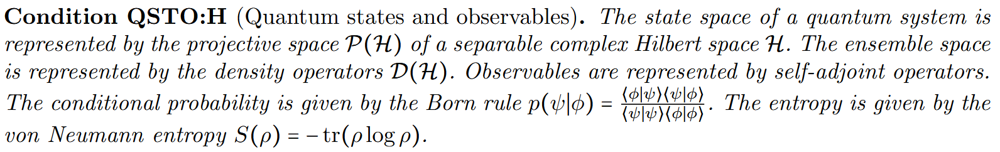 Condition QSTO:H (Quantum states and observables). The state space of a quantum system is
represented by the projective space 𝒫(ℋ) of a separable complex Hilbert space ℋ. The ensemble space
is represented by the density operators 𝒟(ℋ). Observables are represented by self-adjoint operators.
The conditional probability is given by the Born rule p(ψ|ϕ) = ⟨ϕ|ψ⟩⟨ψ|ϕ⟩/⟨ψ|ψ⟩⟨ϕ|ϕ⟩. The entropy is given by the
von Neumann entropy S(ρ) = − tr(ρ log ρ).